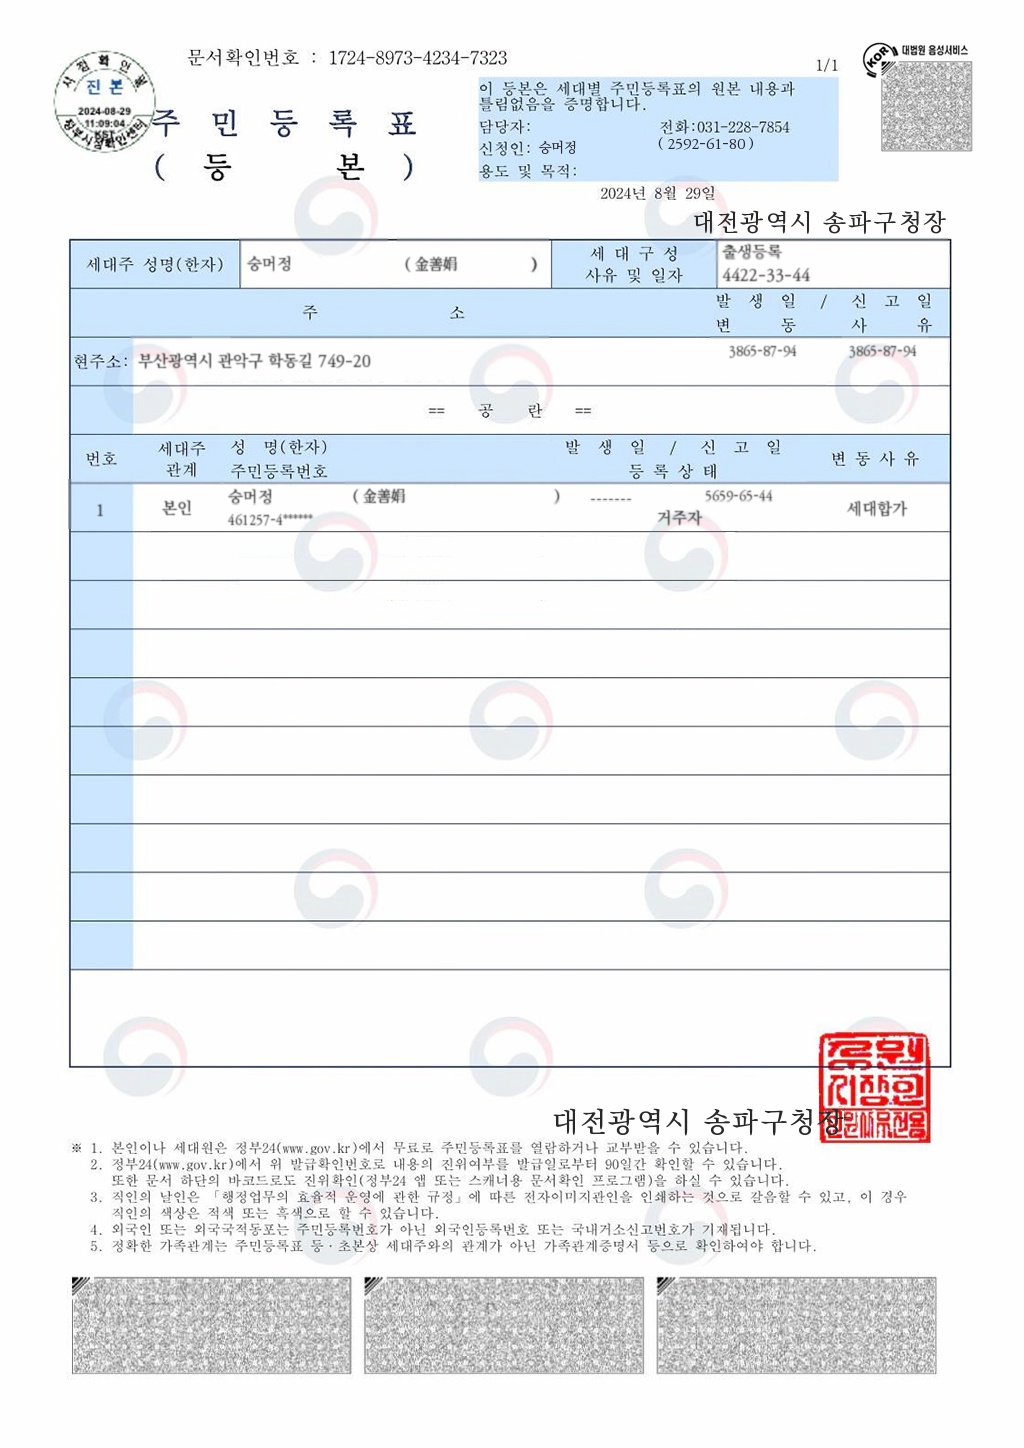 문서확인번호 : 1724-8973-4234-7323
1/1
대법원 음성서비스
KOR
시점확인필
진 본
2024-08-29
11:09:04
KST
정부시점확인센터
주 민 등 록 표
( 등 본 )
이 등본은 세대별 주민등록표의 원본 내용과
틀림없음을 증명합니다.
담당자: 전화:031-228-7854
신청인: 숭머정 ( 2592-61-80 )
용도 및 목적:
2024년 8월 29일
대전광역시 송파구청장
세대주 성명(한자) 숭머정 ( 金善娟 ) 세 대 구 성 사유 및 일자 출생등록
4422-33-44
주 소 발 생 일 / 신 고 일
변 동 사 유
현주소: 부산광역시 관악구 학동길 749-20 3865-87-94 3865-87-94
== 공 란 ==
번호 세대주 관계 성 명(한자) 발 생 일 / 신 고 일 변 동 사 유
주민등록번호 등 록 상 태
1 본인 숭머정 ( 金善娟 ) ------- 5659-65-44 세대합가
461257-4****** 거주자
대전광역시 송파구청장
※ 1. 본인이나 세대원은 정부24(www.gov.kr)에서 무료로 주민등록표를 열람하거나 교부받을 수 있습니다.
2. 정부24(www.gov.kr)에서 위 발급확인번호로 내용의 진위여부를 발급일로부터 90일간 확인할 수 있습니다.
또한 문서 하단의 바코드로도 진위확인(정부24 앱 또는 스캐너용 문서확인 프로그램)을 하실 수 있습니다.
3. 직인의 날인은 「행정업무의 효율적 운영에 관한 규정」에 따른 전자이미지관인을 인쇄하는 것으로 갈음할 수 있고, 이 경우
직인의 색상은 적색 또는 흑색으로 할 수 있습니다.
4. 외국인 또는 외국국적동포는 주민등록번호가 아닌 외국인등록번호 또는 국내거소신고번호가 기재됩니다.
5. 정확한 가족관계는 주민등록표 등·초본상 세대주와의 관계가 아닌 가족관계증명서 등으로 확인하여야 합니다.